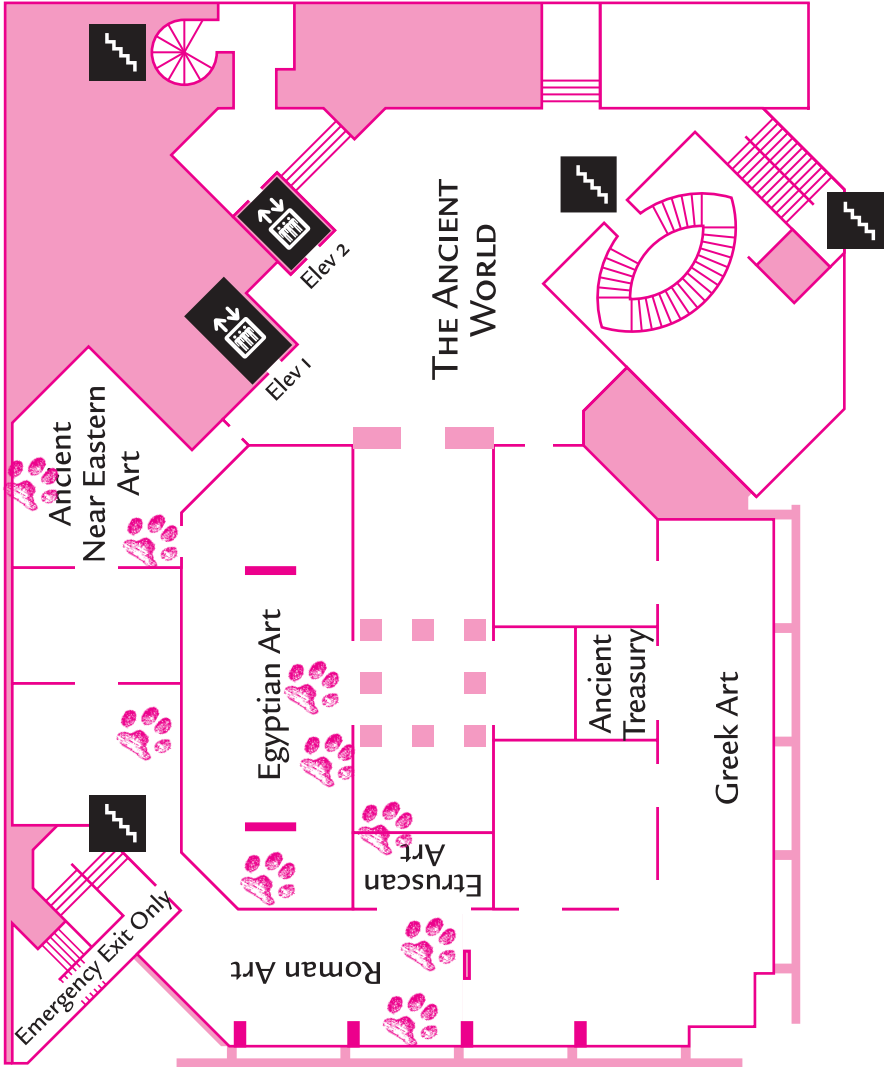 Elev 2
Elev 1
THE ANCIENT
WORLD
Ancient
Near Eastern
Art
Egyptian Art
Ancient
Treasury
Greek Art
Etruscan
Art
Roman Art
Emergency Exit Only